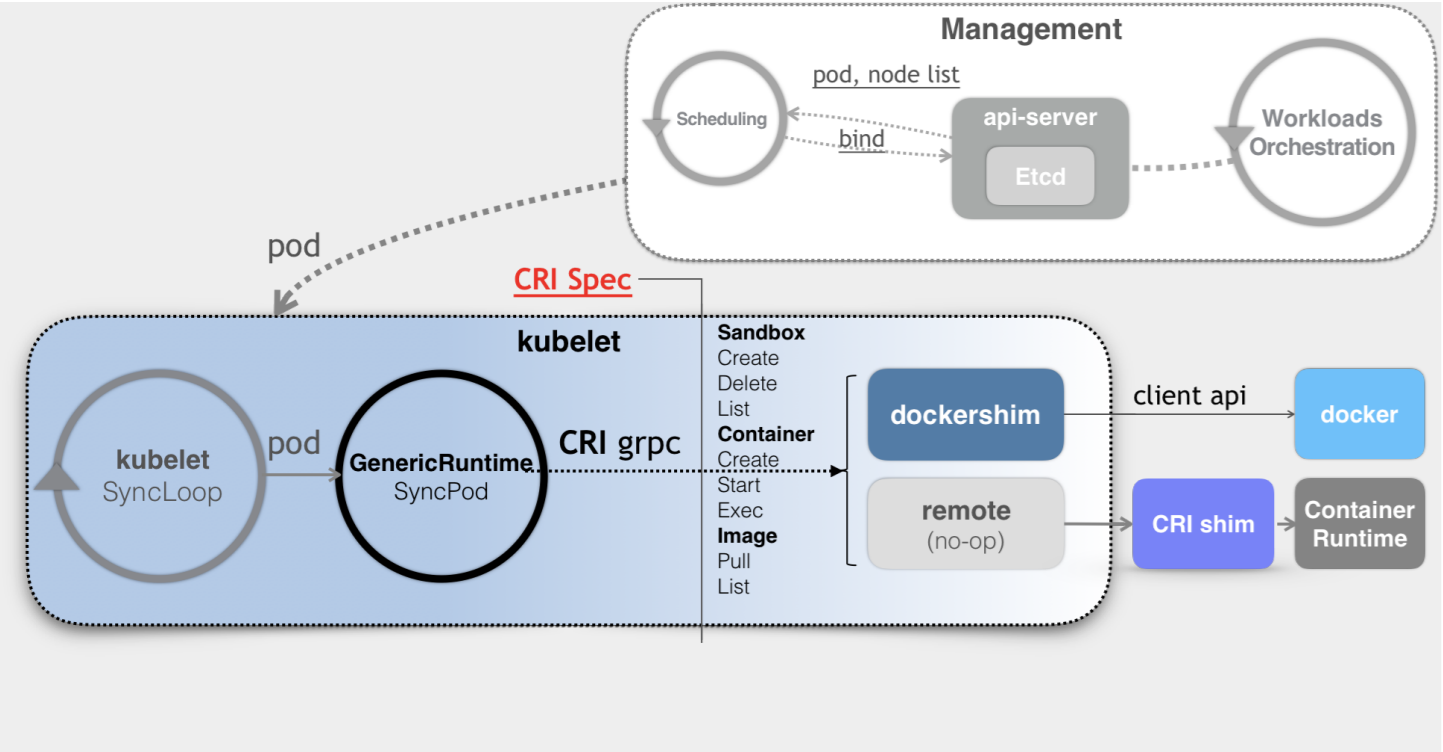 Management
pod, node list
Scheduling
bind
api-server
Etcd
Workloads
Orchestration
pod
CRI Spec
kubelet
kubelet
SyncLoop
pod
GenericRuntime
SyncPod
CRI grpc
Sandbox
Create
Delete
List
Container
Create
Start
Exec
Image
Pull
List
dockershim
client api
docker
remote
(no-op)
CRI shim
Container
Runtime